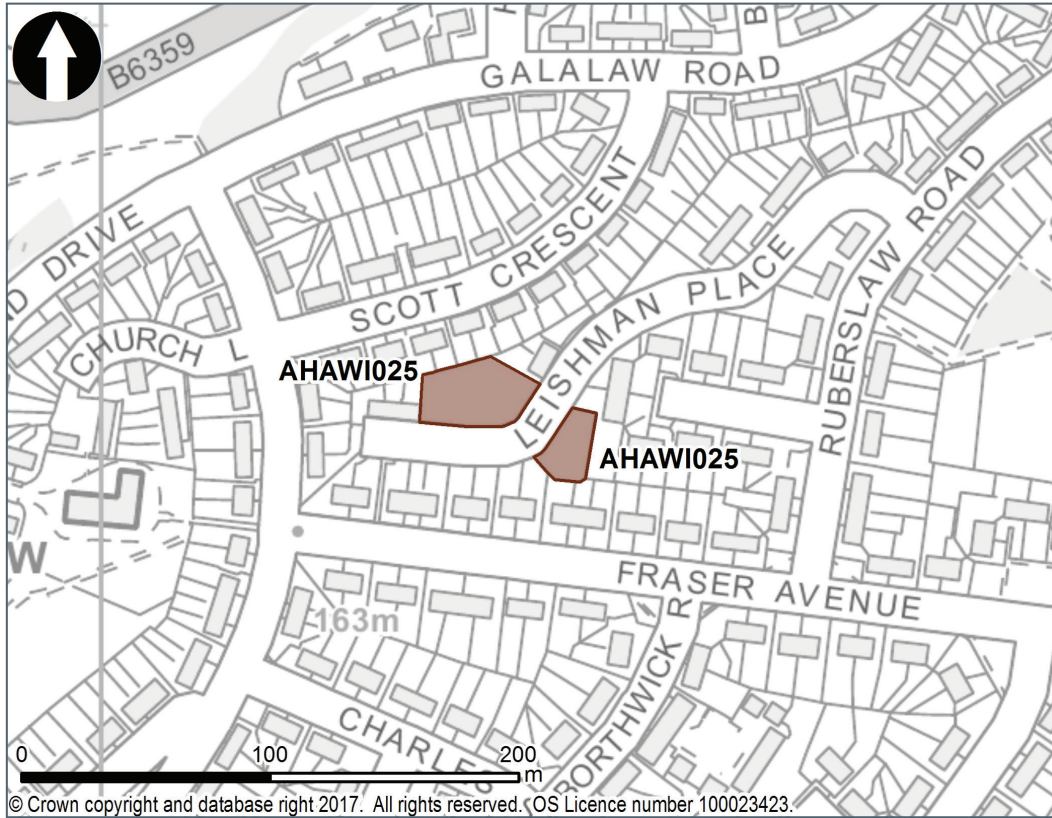 B6359
H
B
GALALAW ROAD
ND DRIVE
SCOTT CRESCENT
CHURCH L
LEISHMAN PLACE
RUBERSLAW ROAD
AHAWI025
AHAWI025
W
FRASER AVENUE
163m
CHARLES
BORTHWICK R
0 100 200
m
© Crown copyright and database right 2017. All rights reserved. OS Licence number 100023423.